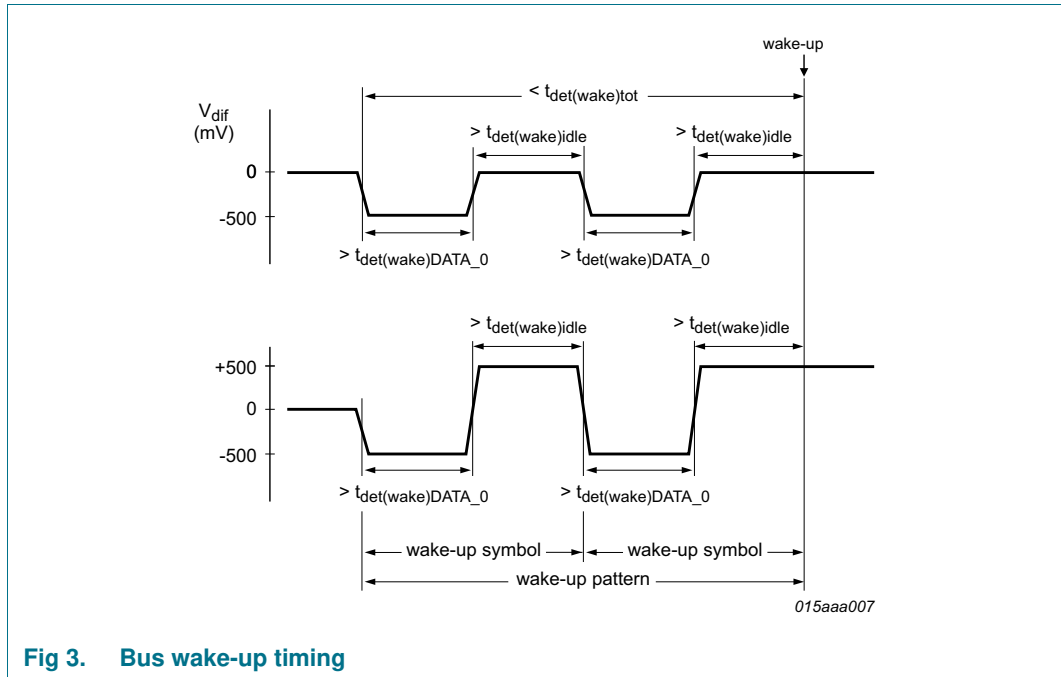 wake-up
< tdet(wake)tot
Vdif
(mV)
> tdet(wake)idle
> tdet(wake)idle
0
-500
> tdet(wake)DATA_0
> tdet(wake)DATA_0
> tdet(wake)idle
> tdet(wake)idle
+500
0
-500
> tdet(wake)DATA_0
> tdet(wake)DATA_0
wake-up symbol
wake-up symbol
wake-up pattern
015aaa007
Fig 3. Bus wake-up timing